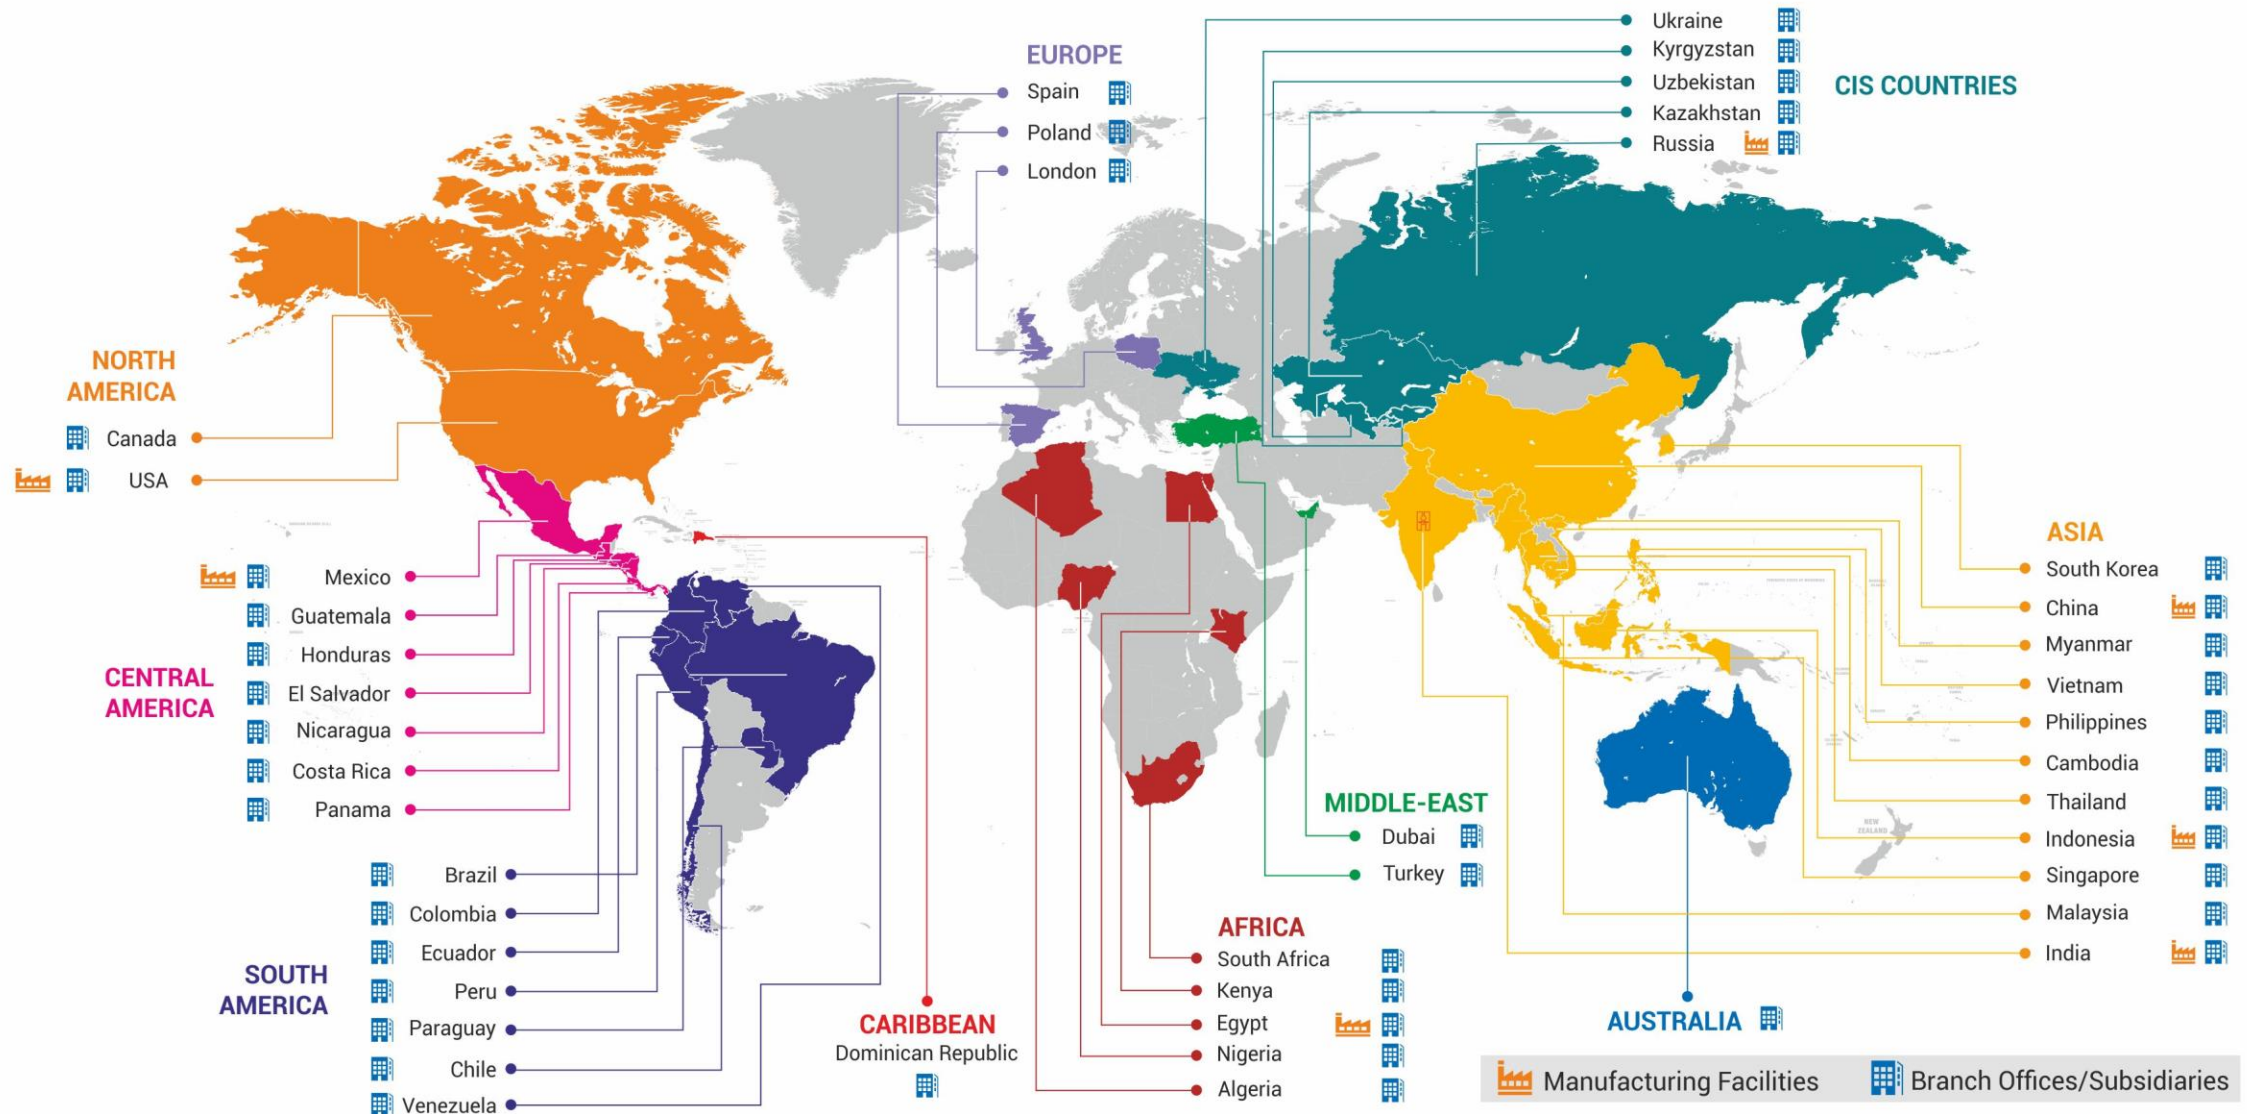 EUROPE
Spain
Poland
London
Ukraine
Kyrgyzstan
Uzbekistan
Kazakhstan
Russia
CIS COUNTRIES
NORTH
AMERICA
Canada
USA
CENTRAL
AMERICA
Mexico
Guatemala
Honduras
El Salvador
Nicaragua
Costa Rica
Panama
SOUTH
AMERICA
Brazil
Colombia
Ecuador
Peru
Paraguay
Chile
Venezuela
CARIBBEAN
Dominican Republic
AFRICA
South Africa
Kenya
Egypt
Nigeria
Algeria
MIDDLE-EAST
Dubai
Turkey
ASIA
South Korea
China
Myanmar
Vietnam
Philippines
Cambodia
Thailand
Indonesia
Singapore
Malaysia
India
NEW
ZEALAND
AUSTRALIA
Manufacturing Facilities
Branch Offices/Subsidiaries